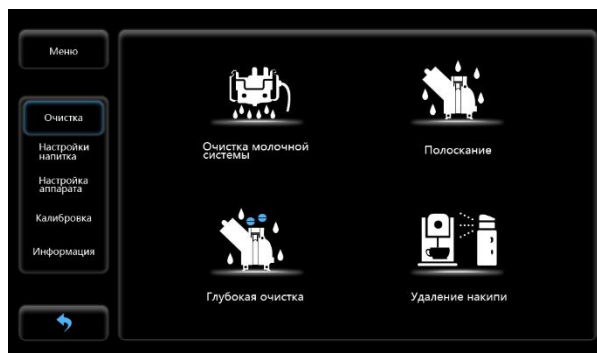 Меню
Очистка
Настройки
напитка
Настройка
аппарата
Калибровка
Информация
Очистка молочной
системы
Полоскание
Глубокая очистка
Удаление накипи